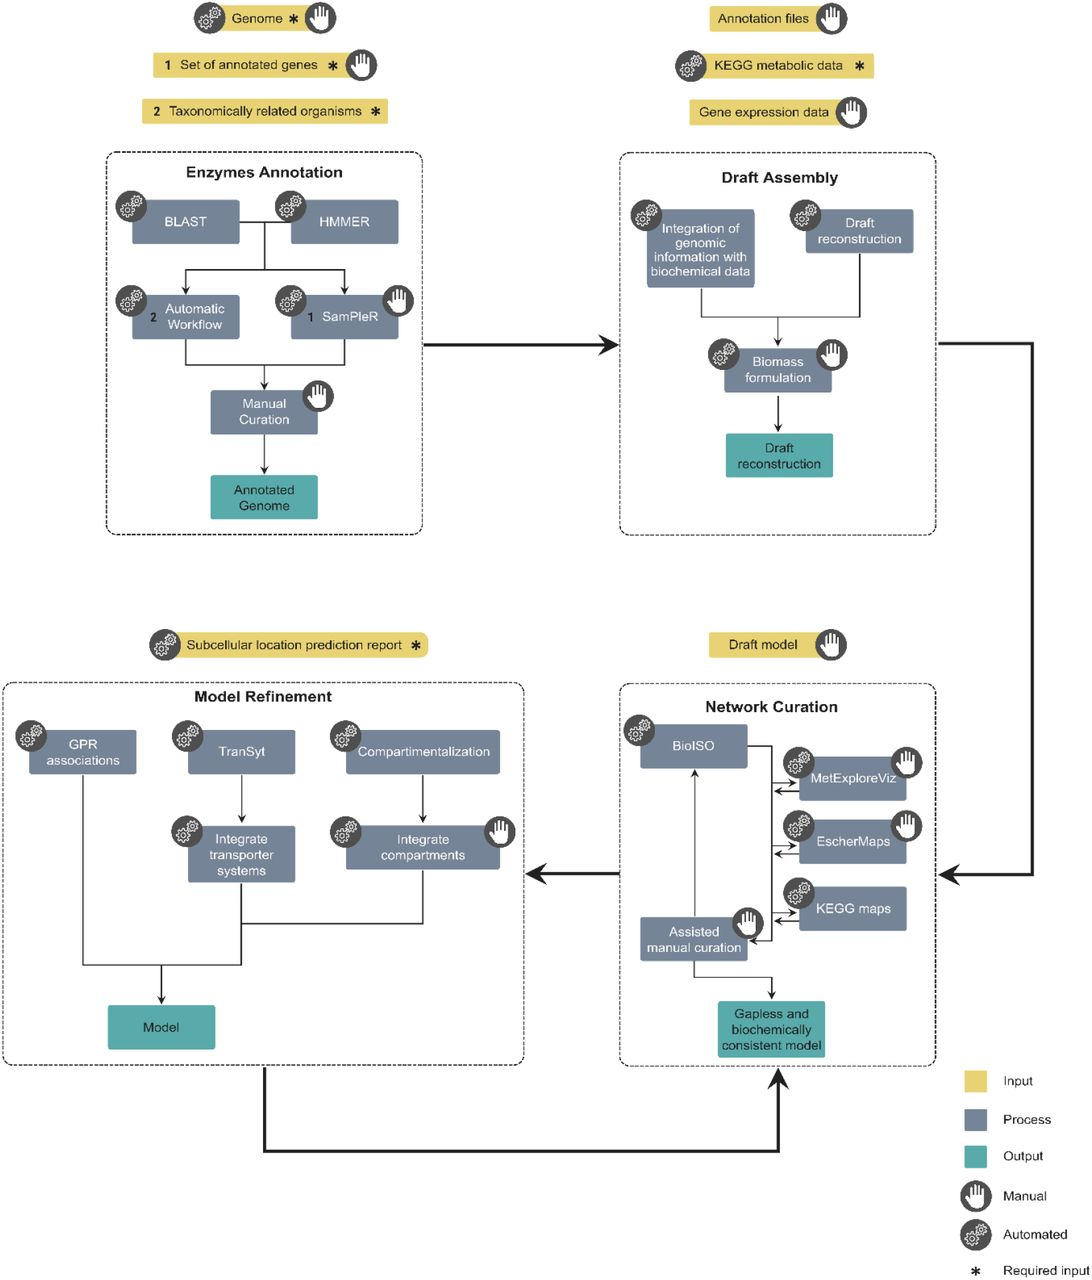 Genome *
1 Set of annotated genes *
2 Taxonomically related organisms *
Annotation files
KEGG metabolic data *
Gene expression data
Enzymes Annotation
BLAST
HMMER
2 Automatic
Workflow
1 SamPleR
Manual
Curation
Annotated
Genome
Draft Assembly
Integration of
genomic
information with
biochemical data
Draft
reconstruction
Biomass
formulation
Draft
reconstruction
Subcellular location prediction report *
Model Refinement
GPR
associations
TranSyt
Compartimentalization
Integrate
transporter
systems
Integrate
compartments
Model
Draft model
Network Curation
BioISO
MetExploreViz
EscherMaps
KEGG maps
Assisted
manual curation
Gapless and
biochemically
consistent model
Input
Process
Output
Manual
Automated
* Required input